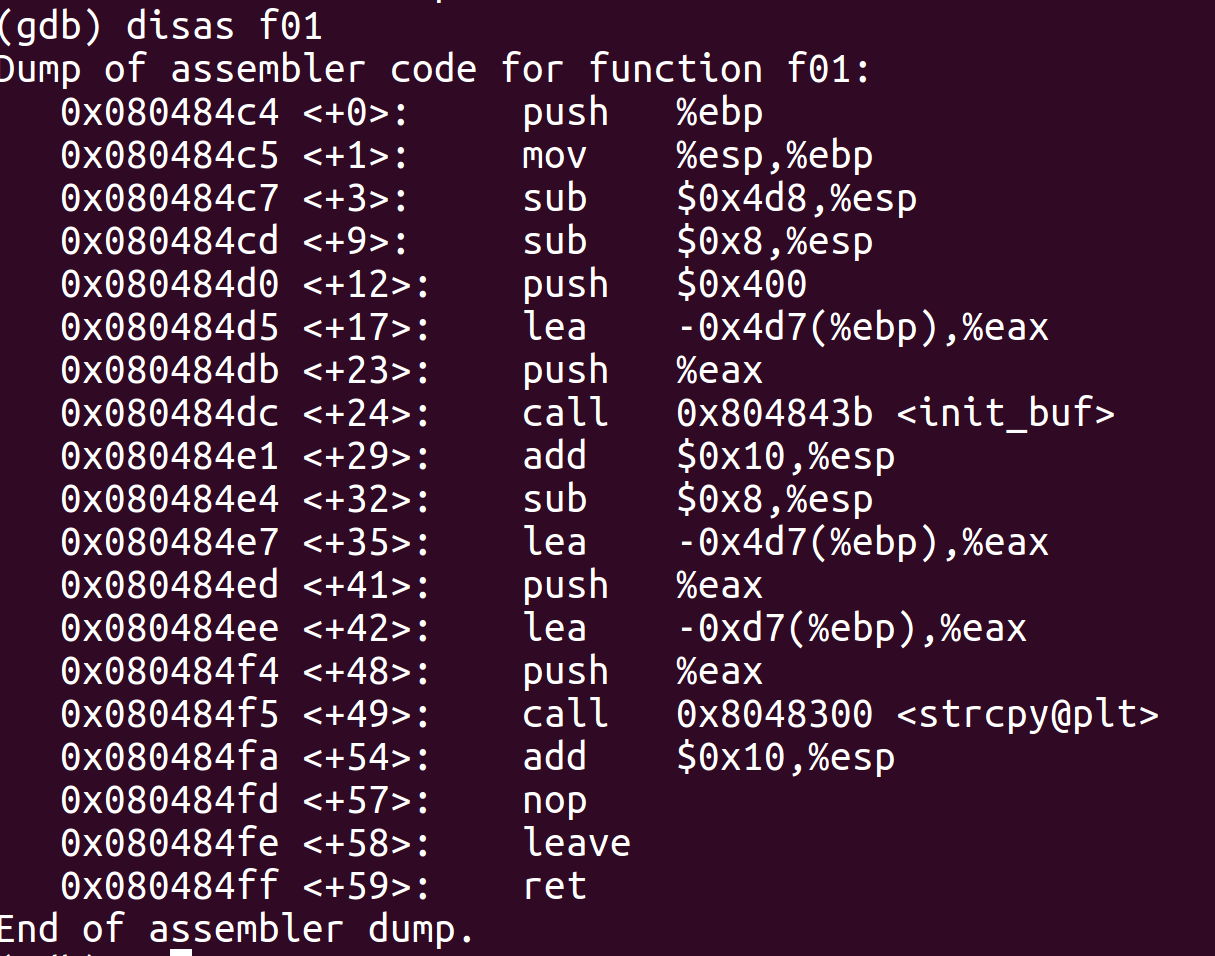 (gdb) disas f01
Dump of assembler code for function f01:
   0x080484c4 <+0>:	push   %ebp
   0x080484c5 <+1>:	mov    %esp,%ebp
   0x080484c7 <+3>:	sub    $0x4d8,%esp
   0x080484cd <+9>:	sub    $0x8,%esp
   0x080484d0 <+12>:	push   $0x400
   0x080484d5 <+17>:	lea    -0x4d7(%ebp),%eax
   0x080484db <+23>:	push   %eax
   0x080484dc <+24>:	call   0x804843b <init_buf>
   0x080484e1 <+29>:	add    $0x10,%esp
   0x080484e4 <+32>:	sub    $0x8,%esp
   0x080484e7 <+35>:	lea    -0x4d7(%ebp),%eax
   0x080484ed <+41>:	push   %eax
   0x080484ee <+42>:	lea    -0xd7(%ebp),%eax
   0x080484f4 <+48>:	push   %eax
   0x080484f5 <+49>:	call   0x8048300 <strcpy@plt>
   0x080484fa <+54>:	add    $0x10,%esp
   0x080484fd <+57>:	nop
   0x080484fe <+58>:	leave
   0x080484ff <+59>:	ret
End of assembler dump.